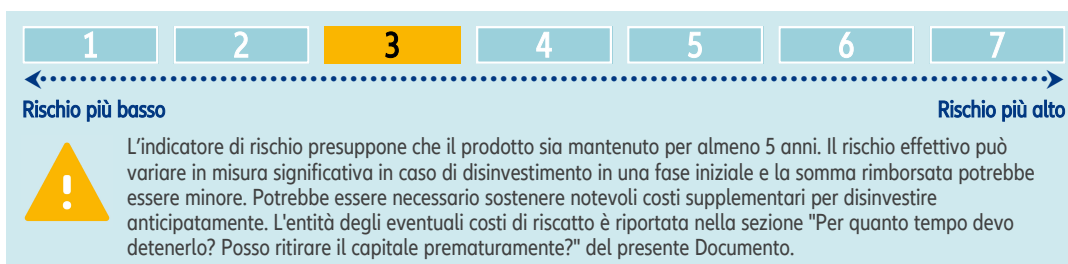 1 2 3 4 5 6 7
Rischio più basso Rischio più alto
L'indicatore di rischio presuppone che il prodotto sia mantenuto per almeno 5 anni. Il rischio effettivo può
variare in misura significativa in caso di disinvestimento in una fase iniziale e la somma rimborsata potrebbe
essere minore. Potrebbe essere necessario sostenere notevoli costi supplementari per disinvestire
anticipatamente. L'entità degli eventuali costi di riscatto è riportata nella sezione "Per quanto tempo devo
detenerlo? Posso ritirare il capitale prematuramente?" del presente Documento.